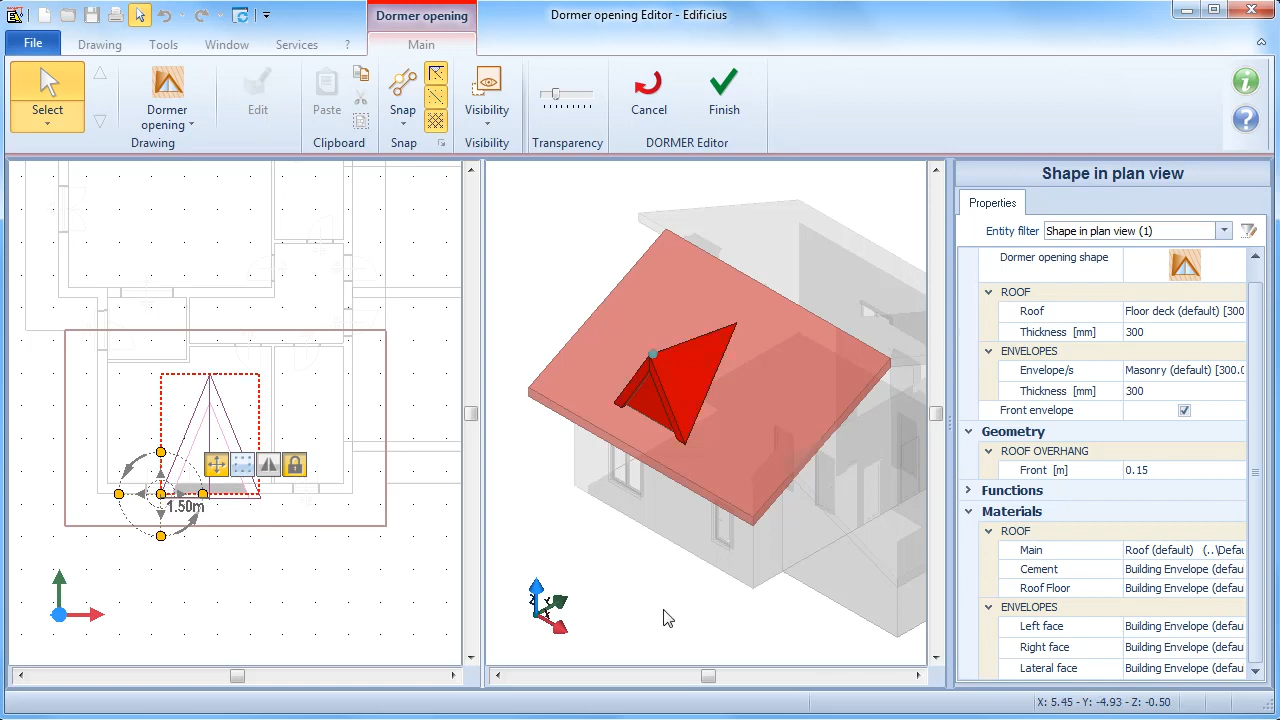 Dormer opening
Dormer opening Editor - Edificius
File
Drawing
Tools
Window
Services
?
Main
Select
Dormer
opening
Edit
Drawing
Paste
Clipboard
Snap
Snap
Visibility
Visibility
Transparency
Cancel
Finish
DORMER Editor
1.50m
Shape in plan view
Properties
Entity filter Shape in plan view (1)
Dormer opening shape
ROOF
Roof Floor deck (default) [300
Thickness [mm] 300
ENVELOPES
Envelope/s Masonry (default) [300.0
Thickness [mm] 300
Front envelope
Geometry
ROOF OVERHANG
Front [m] 0.15
Functions
Materials
ROOF
Main Roof (default) (..\Defau
Cement Building Envelope (defau
Roof Floor Building Envelope (defau
ENVELOPES
Left face Building Envelope (defau
Right face Building Envelope (defau
Lateral face Building Envelope (defau
X: 5.45 - Y: -4.93 - Z: -0.50